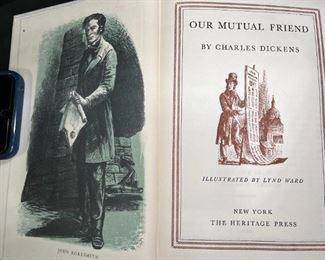 JOHN ROKESMITH
OUR MUTUAL FRIEND
BY CHARLES DICKENS
ILLUSTRATED BY LYND WARD
NEW YORK
THE HERITAGE PRESS